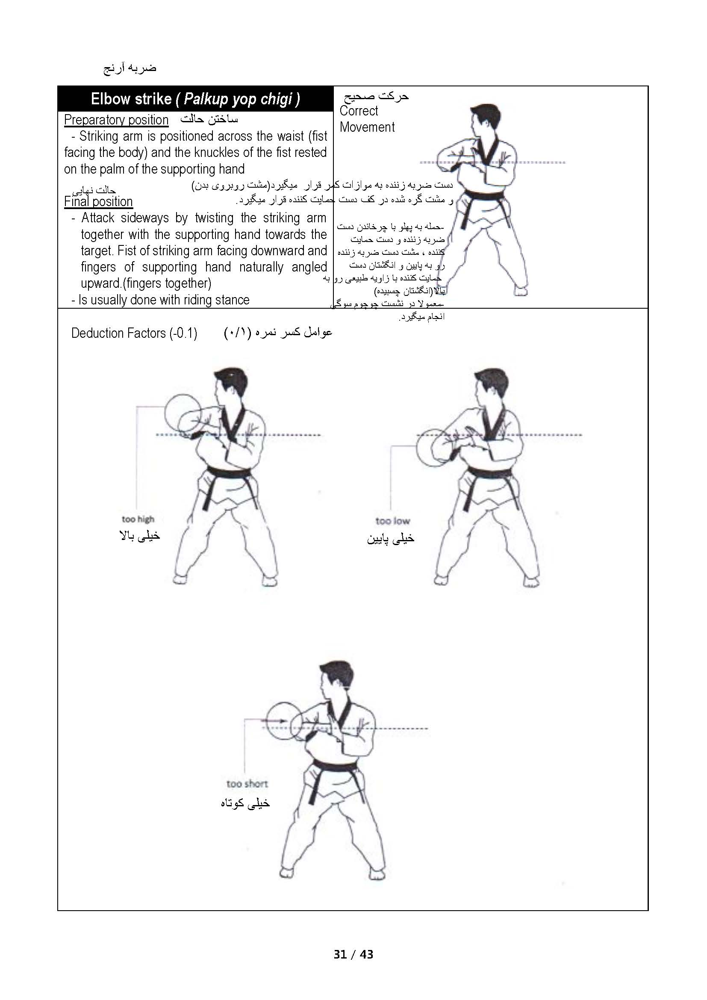 ضربه آرنج
Elbow strike ( Palkup yop chigi )
Preparatory position ساختن حالت
- Striking arm is positioned across the waist (fist
facing the body) and the knuckles of the fist rested
on the palm of the supporting hand
دست ضربه زننده به موازات کمر قرار میگیرد(مشت روبروی بدن)
و مشت گره شده در کف دست حمایت کننده قرار میگیرد.
حالت نهایی
Final position
- Attack sideways by twisting the striking arm
together with the supporting hand towards the
target. Fist of striking arm facing downward and
fingers of supporting hand naturally angled
upward.(fingers together)
- Is usually done with riding stance
حرکت صحیح
Correct
Movement
-حمله به پهلو با چرخاندن دست
ضربه زننده و دست حمایت
کننده ، مشت دست ضربه زننده
رو به پایین و انگشتان دست
حمایت کننده با زاویه طبیعی رو به
بالا(انگشتان چسبیده)
-معمولا در نشست جوجوم سوگی
انجام میگیرد.
Deduction Factors (-0.1) عوامل کسر نمره (۰/۱)
too high
خیلی بالا
too low
خیلی پایین
too short
خیلی کوتاه
31 / 43